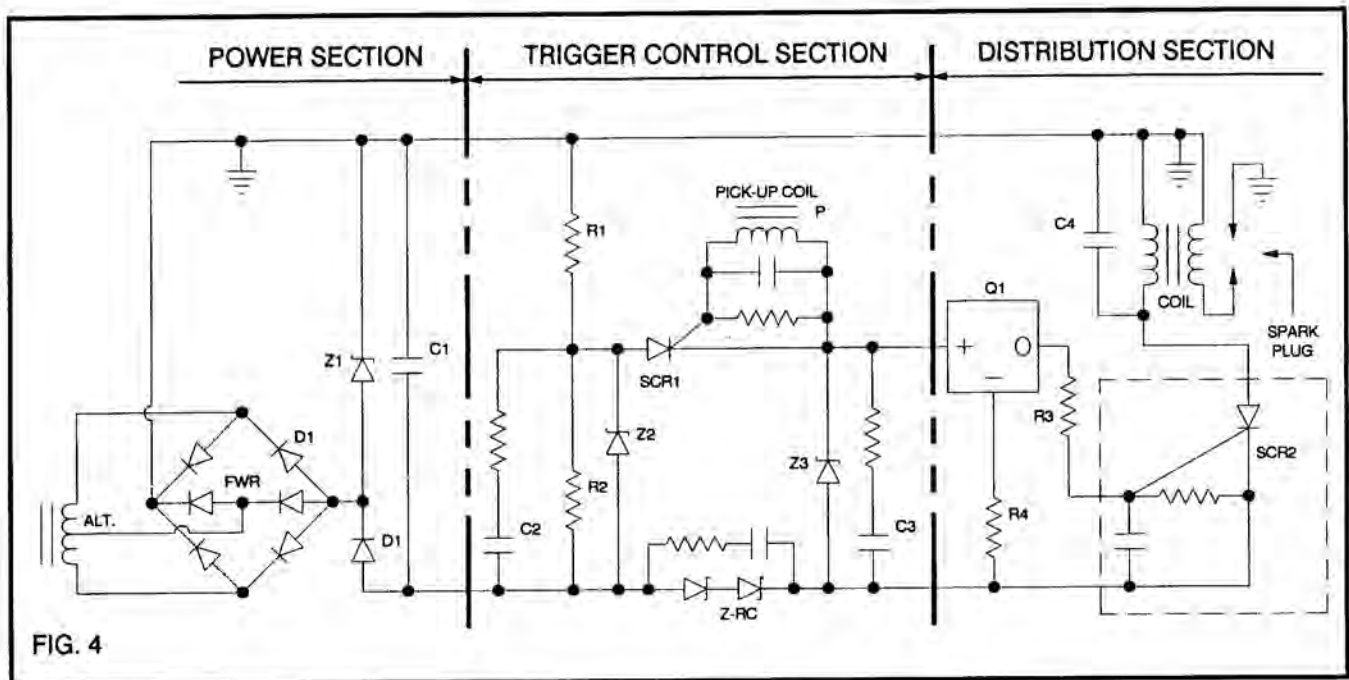 POWER SECTION
TRIGGER CONTROL SECTION
DISTRIBUTION SECTION
PICK-UP COIL
P
R1
C4
Q1
COIL
SPARK
PLUG
Z1
C1
SCR1
+
O
−
R3
D1
Z2
SCR2
Z3
FWR
R2
ALT.
R4
D1
C2
C3
Z-RC
FIG. 4